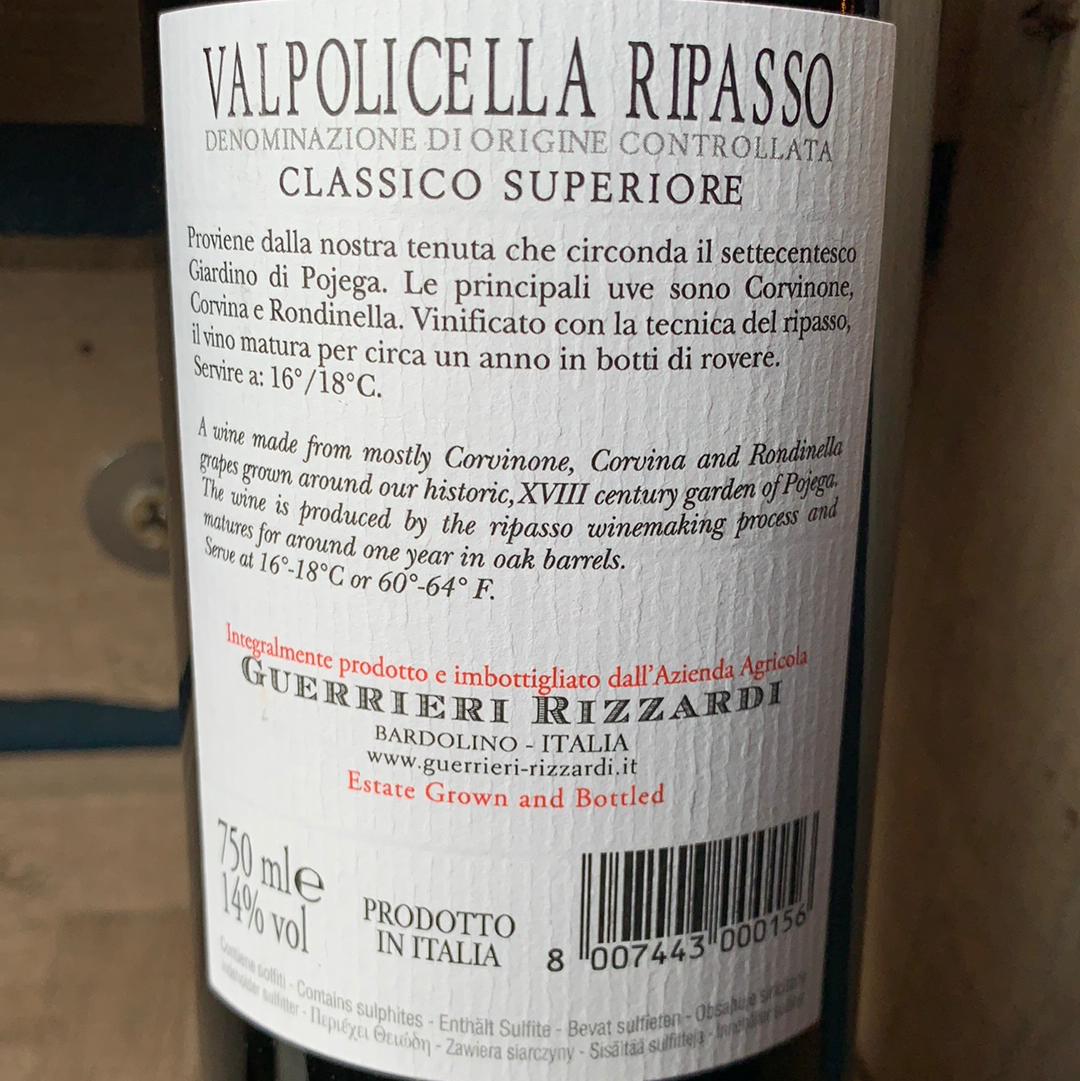 VALPOLICELLA RIPASSO
DENOMINAZIONE DI ORIGINE CONTROLLATA
CLASSICO SUPERIORE
Proviene dalla nostra tenuta che circonda il settecentesco
Giardino di Pojega. Le principali uve sono Corvinone,
Corvina e Rondinella. Vinificato con la tecnica del ripasso,
il vino matura per circa un anno in botti di rovere.
Servire a: 16°/18°C.
A wine made from mostly Corvinone, Corvina and Rondinella
grapes grown around our historic, XVIII century garden of Pojega.
The wine is produced by the ripasso winemaking process and
matures for around one year in oak barrels.
Serve at 16°-18°C or 60°-64° F.
Integralmente prodotto e imbottigliato dall'Azienda Agricola
GUERRIERI RIZZARDI
BARDOLINO - ITALIA
www.guerrieri-rizzardi.it
Estate Grown and Bottled
750 ml e
14% vol
PRODOTTO
IN ITALIA
8 007443 000156
Contiene solfiti - Contains sulphites - Enthält Sulfite - Bevat sulfieten - Obsahuje
sulfitter - Περιέχει Θειώδη - Zawiera siarczyny - Sisältää sulfiitteja